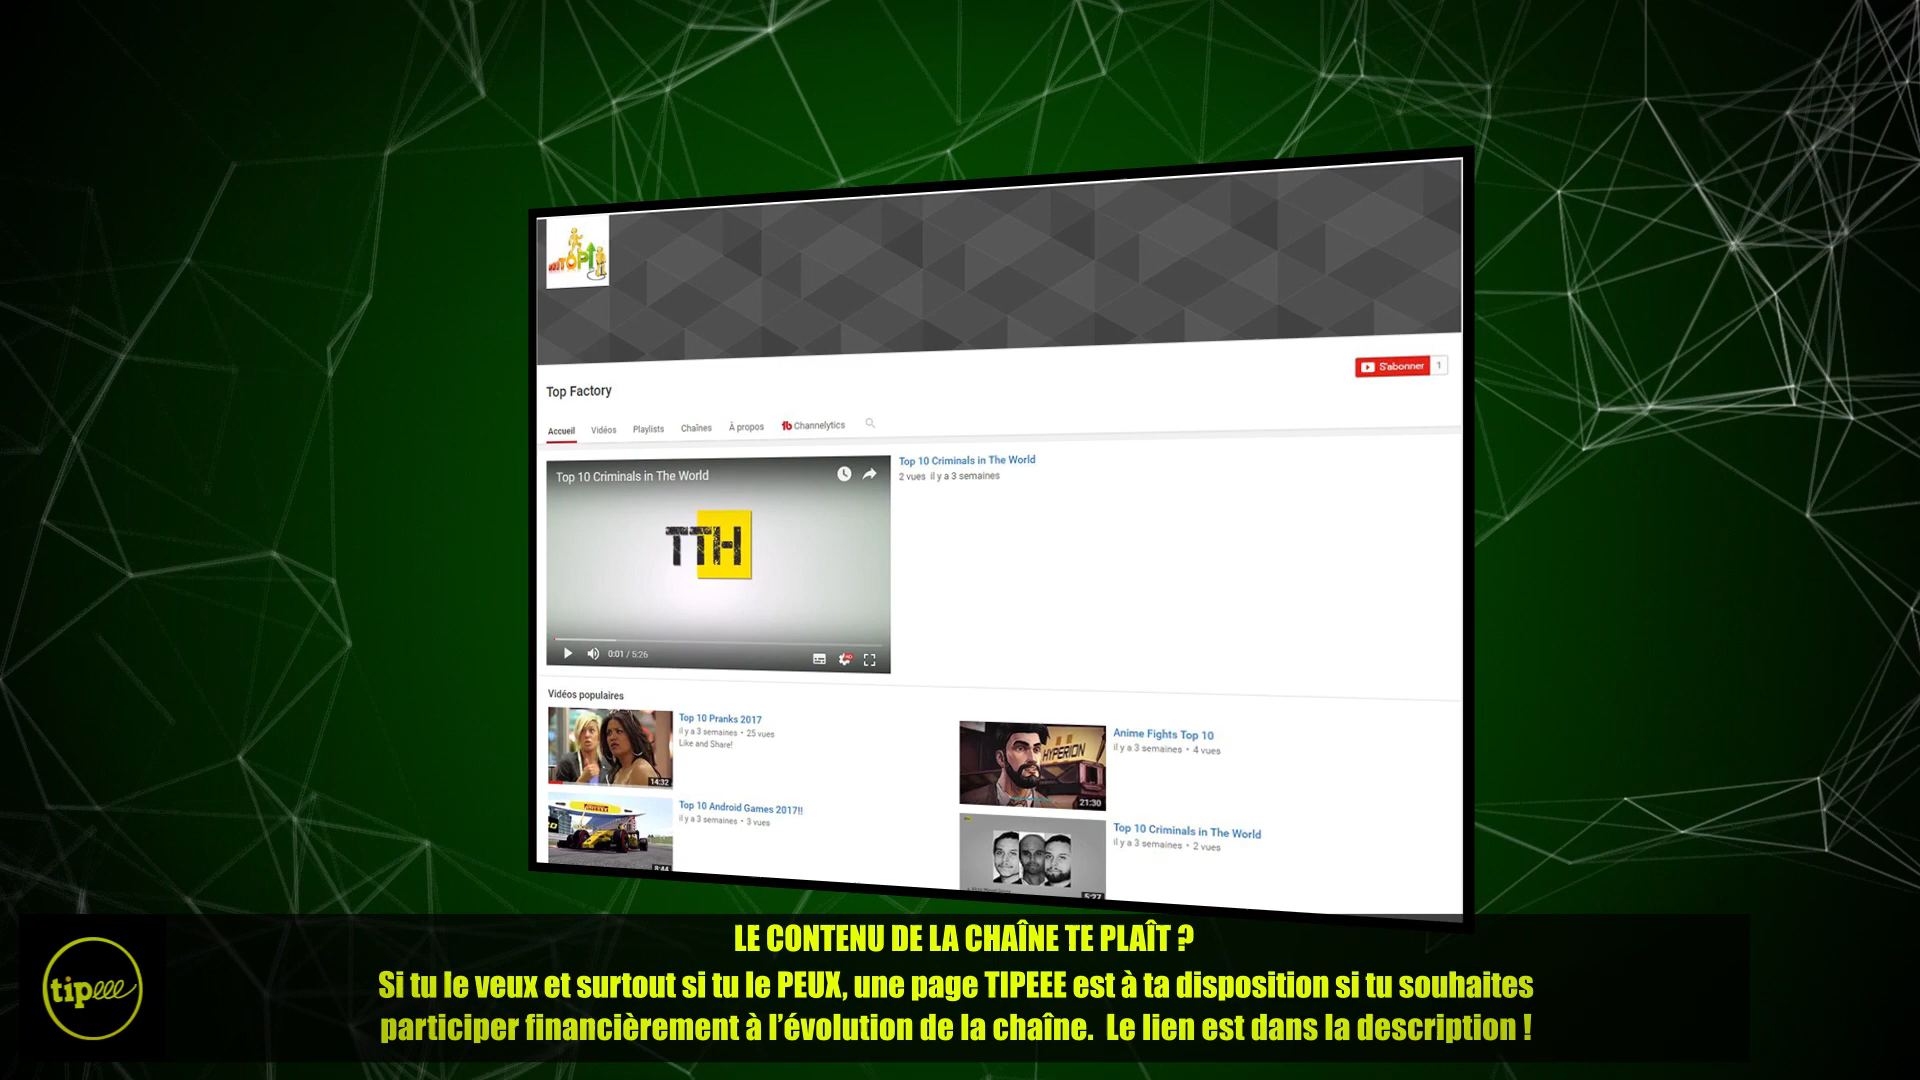 TOP
S'abonner 1
Top Factory
Accueil Vidéos Playlists Chaînes À propos Channelytics
Top 10 Criminals in The World
TTH
0:01 / 5:26
HD
Top 10 Criminals in The World
2 vues il y a 3 semaines
Vidéos populaires
Top 10 Pranks 2017
il y a 3 semaines • 25 vues
Like and Share!
14:32
Anime Fights Top 10
il y a 3 semaines • 4 vues
HYPERION
21:30
Top 10 Android Games 2017!!
il y a 3 semaines • 3 vues
8:44
Top 10 Criminals in The World
il y a 3 semaines • 2 vues
5:27
tipeee
LE CONTENU DE LA CHAÎNE TE PLAÎT ?
Si tu le veux et surtout si tu le PEUX, une page TIPEEE est à ta disposition si tu souhaites
participer financièrement à l'évolution de la chaîne. Le lien est dans la description !